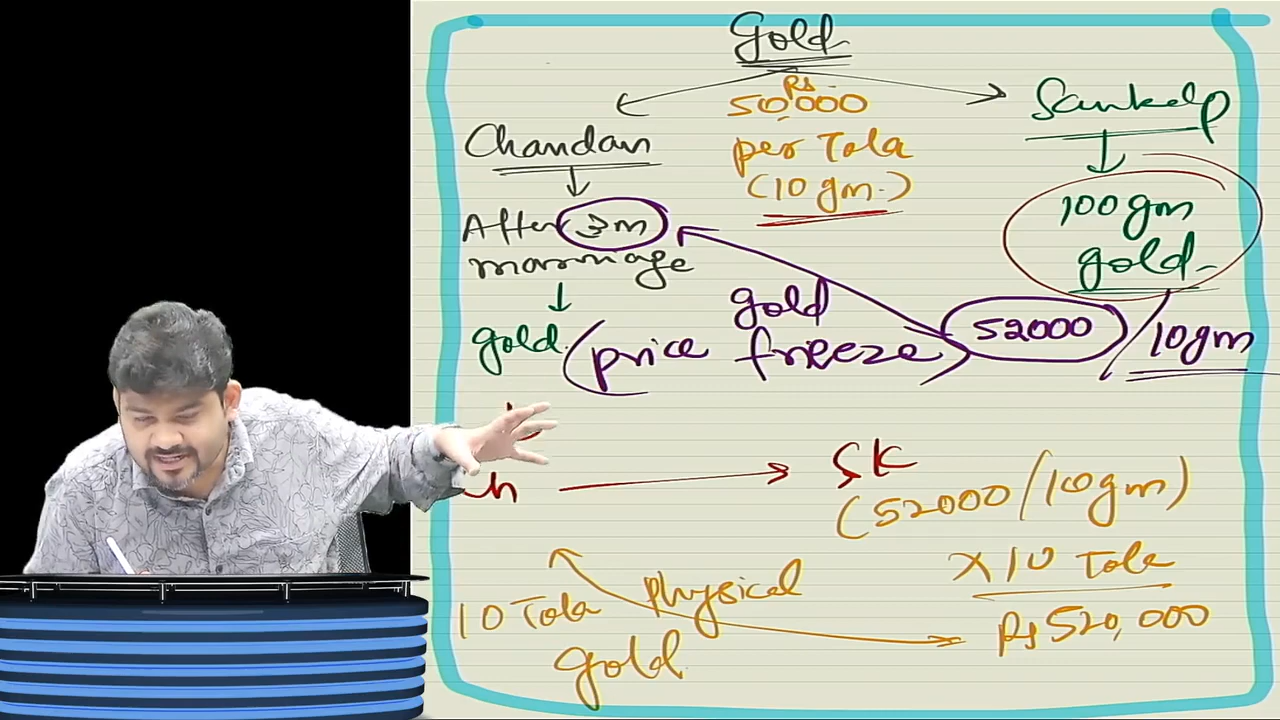 Gold
Rs
50,000
per Tola
(10 gm.)
Chandan
After 3m
marriage
gold.
Sankalp
100 gm
gold.
gold
(price freeze)
52000 / 10gm
SK
(52000/10gm)
x10 Tola
Rs 520,000
10 Tola Physical
gold.